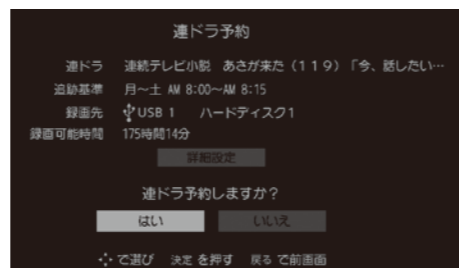 連ドラ予約
連ドラ 連続テレビ小説 あさが来た(119)「今、話したい…
追跡基準 月~土 AM 8:00~AM 8:15
録画先 USB 1 ハードディスク1
録画可能時間 175時間14分
詳細設定
連ドラ予約しますか?
はい いいえ
で選び 決定 を押す 戻る で前画面